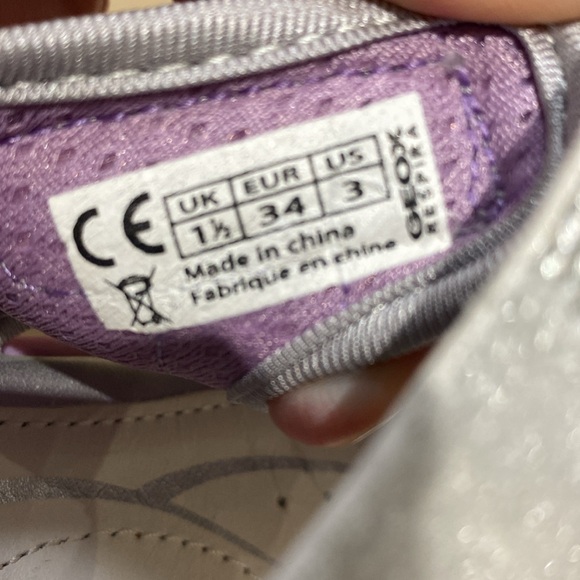 CE
UK EUR US
1½ 34 3
Made in china
Fabrique en chine
GEOX
RESPIRA